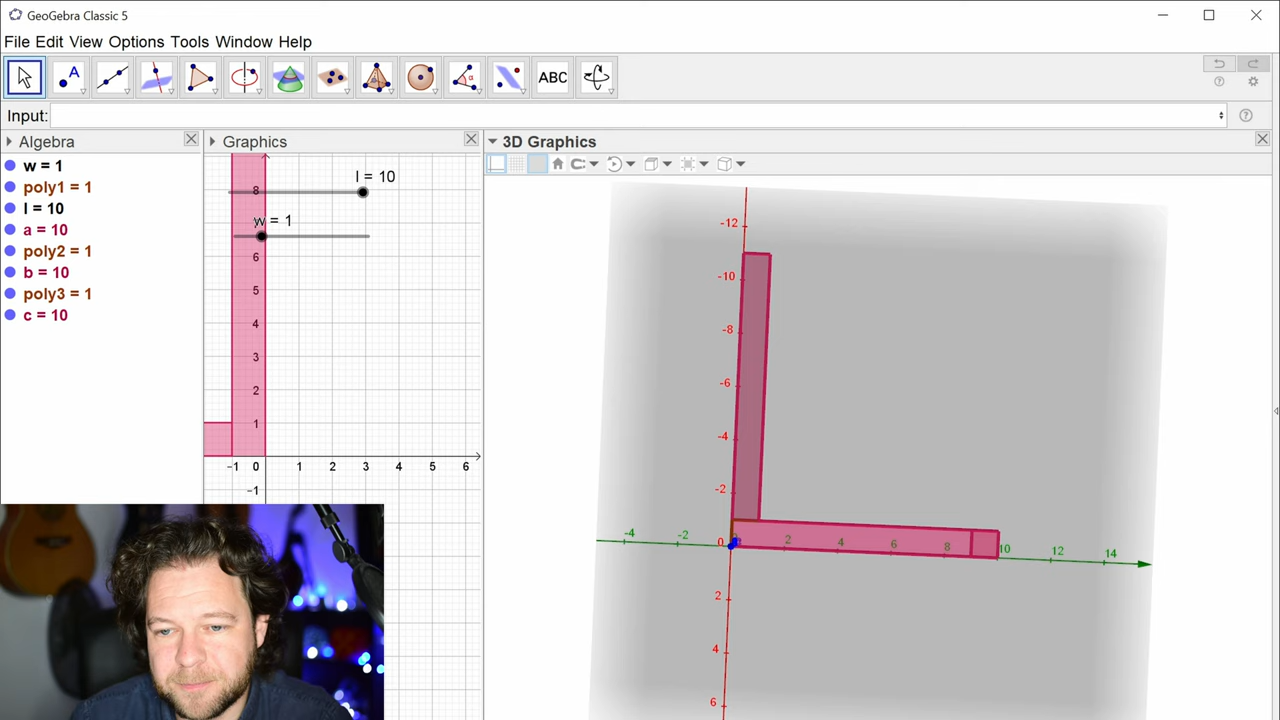 GeoGebra Classic 5
File Edit View Options Tools Window Help
A
α
ABC
Input:
Algebra
Graphics
3D Graphics
w = 1
poly1 = 1
l = 10
a = 10
poly2 = 1
b = 10
poly3 = 1
c = 10
l = 10
8
w = 1
6
5
4
3
2
1
-1 0 1 2 3 4 5 6
-1
-12
-10
-8
-6
-4
-2
0
2
4
6
-4 -2 2 4 6 8 10 12 14